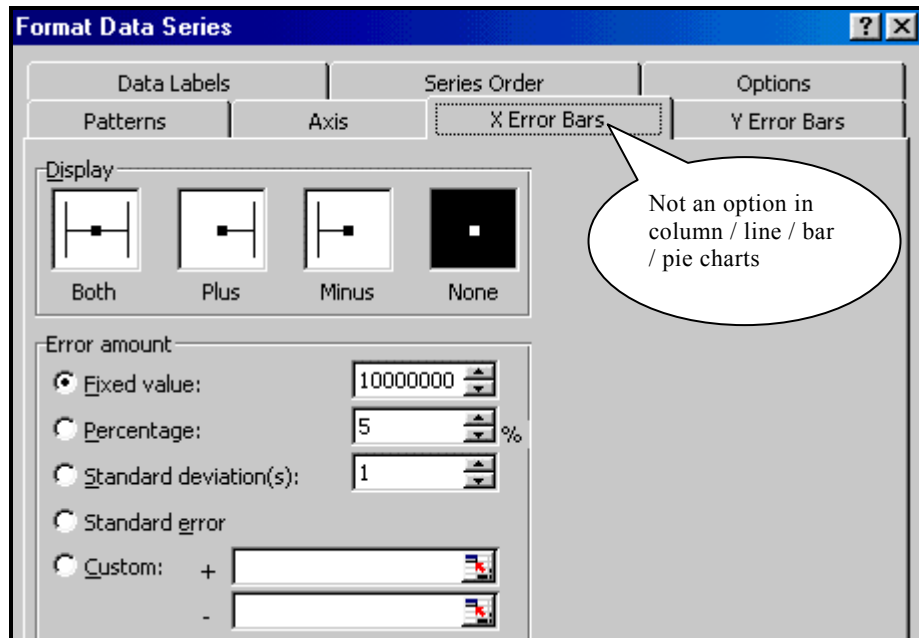 Format Data Series
Data Labels Series Order Options
Patterns Axis X Error Bars Y Error Bars
Not an option in
column / line / bar
/ pie charts
Display
Both Plus Minus None
Error amount
Fixed value: 10000000
Percentage: 5 %
Standard deviation(s): 1
Standard error
Custom: +
-